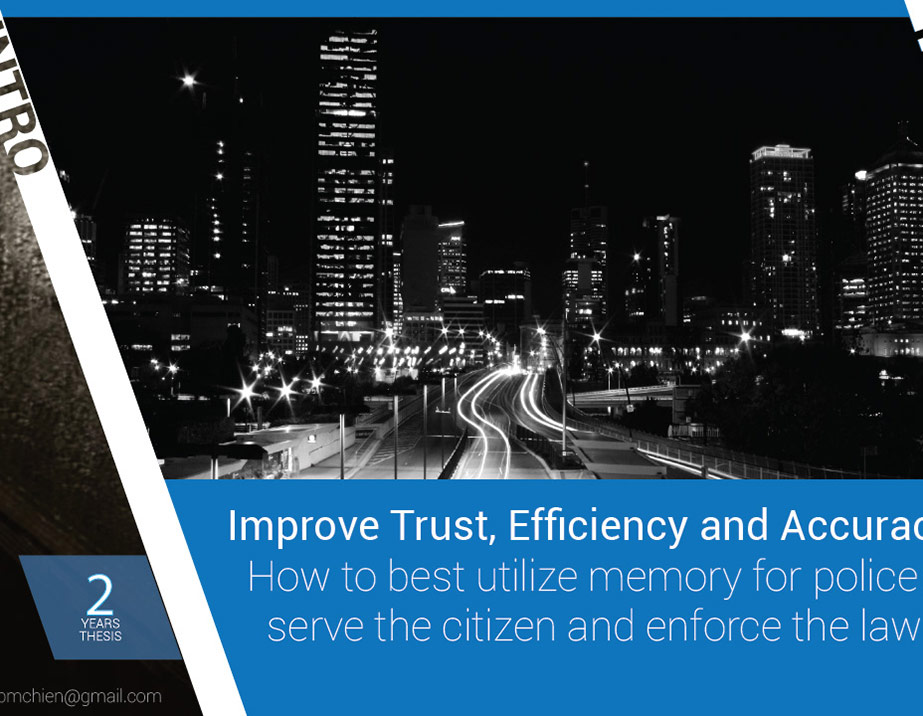 INTRO
Improve Trust, Efficiency and Accurac
How to best utilize memory for police
serve the citizen and enforce the law
2
YEARS
THESIS
omchien@gmail.com